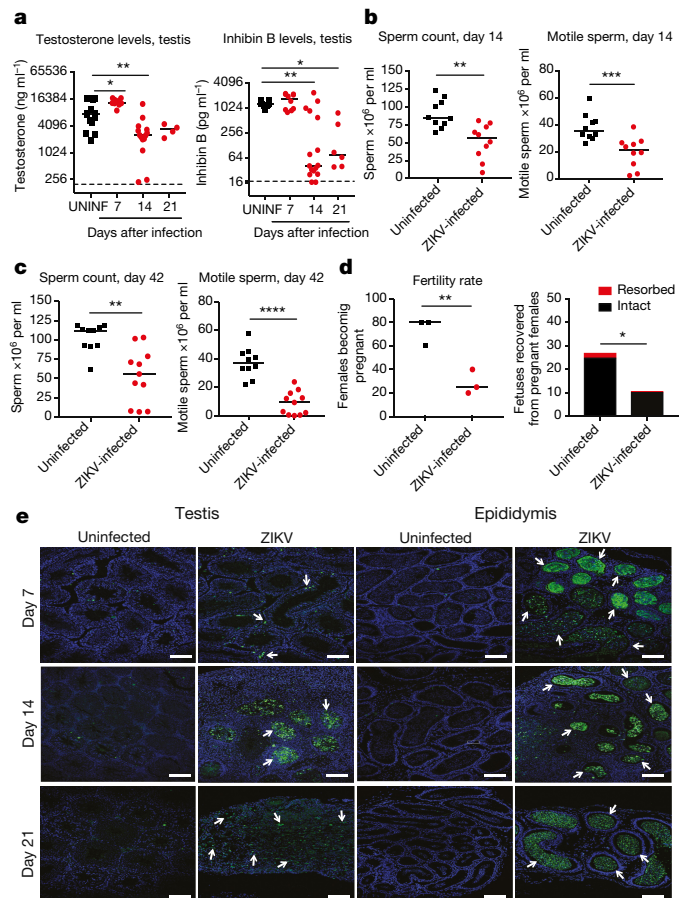 a
Testosterone levels, testis
**
*
Testosterone (ng ml⁻¹)
65536
16384
4096
1024
256
UNINF 7 14 21
Days after infection
Inhibin B levels, testis
*
**
Inhibin B (pg ml⁻¹)
4096
1024
256
64
16
UNINF 7 14 21
Days after infection
b
Sperm count, day 14
**
Sperm ×10⁶ per ml
150
125
100
75
50
25
0
Uninfected
ZIKV-infected
Motile sperm, day 14
***
Motile sperm ×10⁶ per ml
80
60
40
20
0
Uninfected
ZIKV-infected
c
Sperm count, day 42
**
Sperm ×10⁶ per ml
150
125
100
75
50
25
0
Uninfected
ZIKV-infected
Motile sperm, day 42
****
Motile sperm ×10⁶ per ml
80
60
40
20
0
Uninfected
ZIKV-infected
d
Fertility rate
**
Females becomig
pregnant
100
80
60
40
20
0
Uninfected
ZIKV-infected
Resorbed
Intact
*
Fetuses recovered
from pregnant females
50
40
30
20
10
0
Uninfected
ZIKV-infected
e
Testis
Epididymis
Uninfected
ZIKV
Uninfected
ZIKV
Day 7
Day 14
Day 21